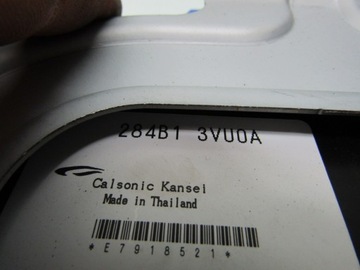 284B1 3VU0A
Calsonic Kansei
Made in Thailand
*E7918521*